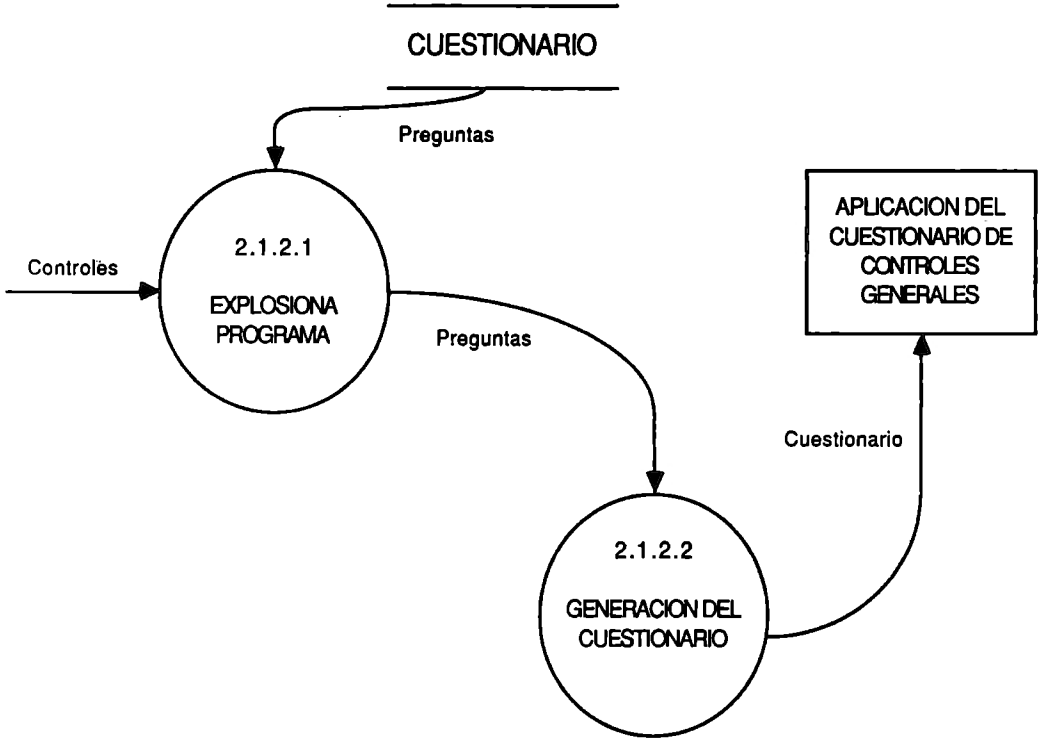 CUESTIONARIO
Preguntas
Controles
2.1.2.1
EXPLOSIONA
PROGRAMA
Preguntas
APLICACION DEL
CUESTIONARIO DE
CONTROLES
GENERALES
Cuestionario
2.1.2.2
GENERACION DEL
CUESTIONARIO